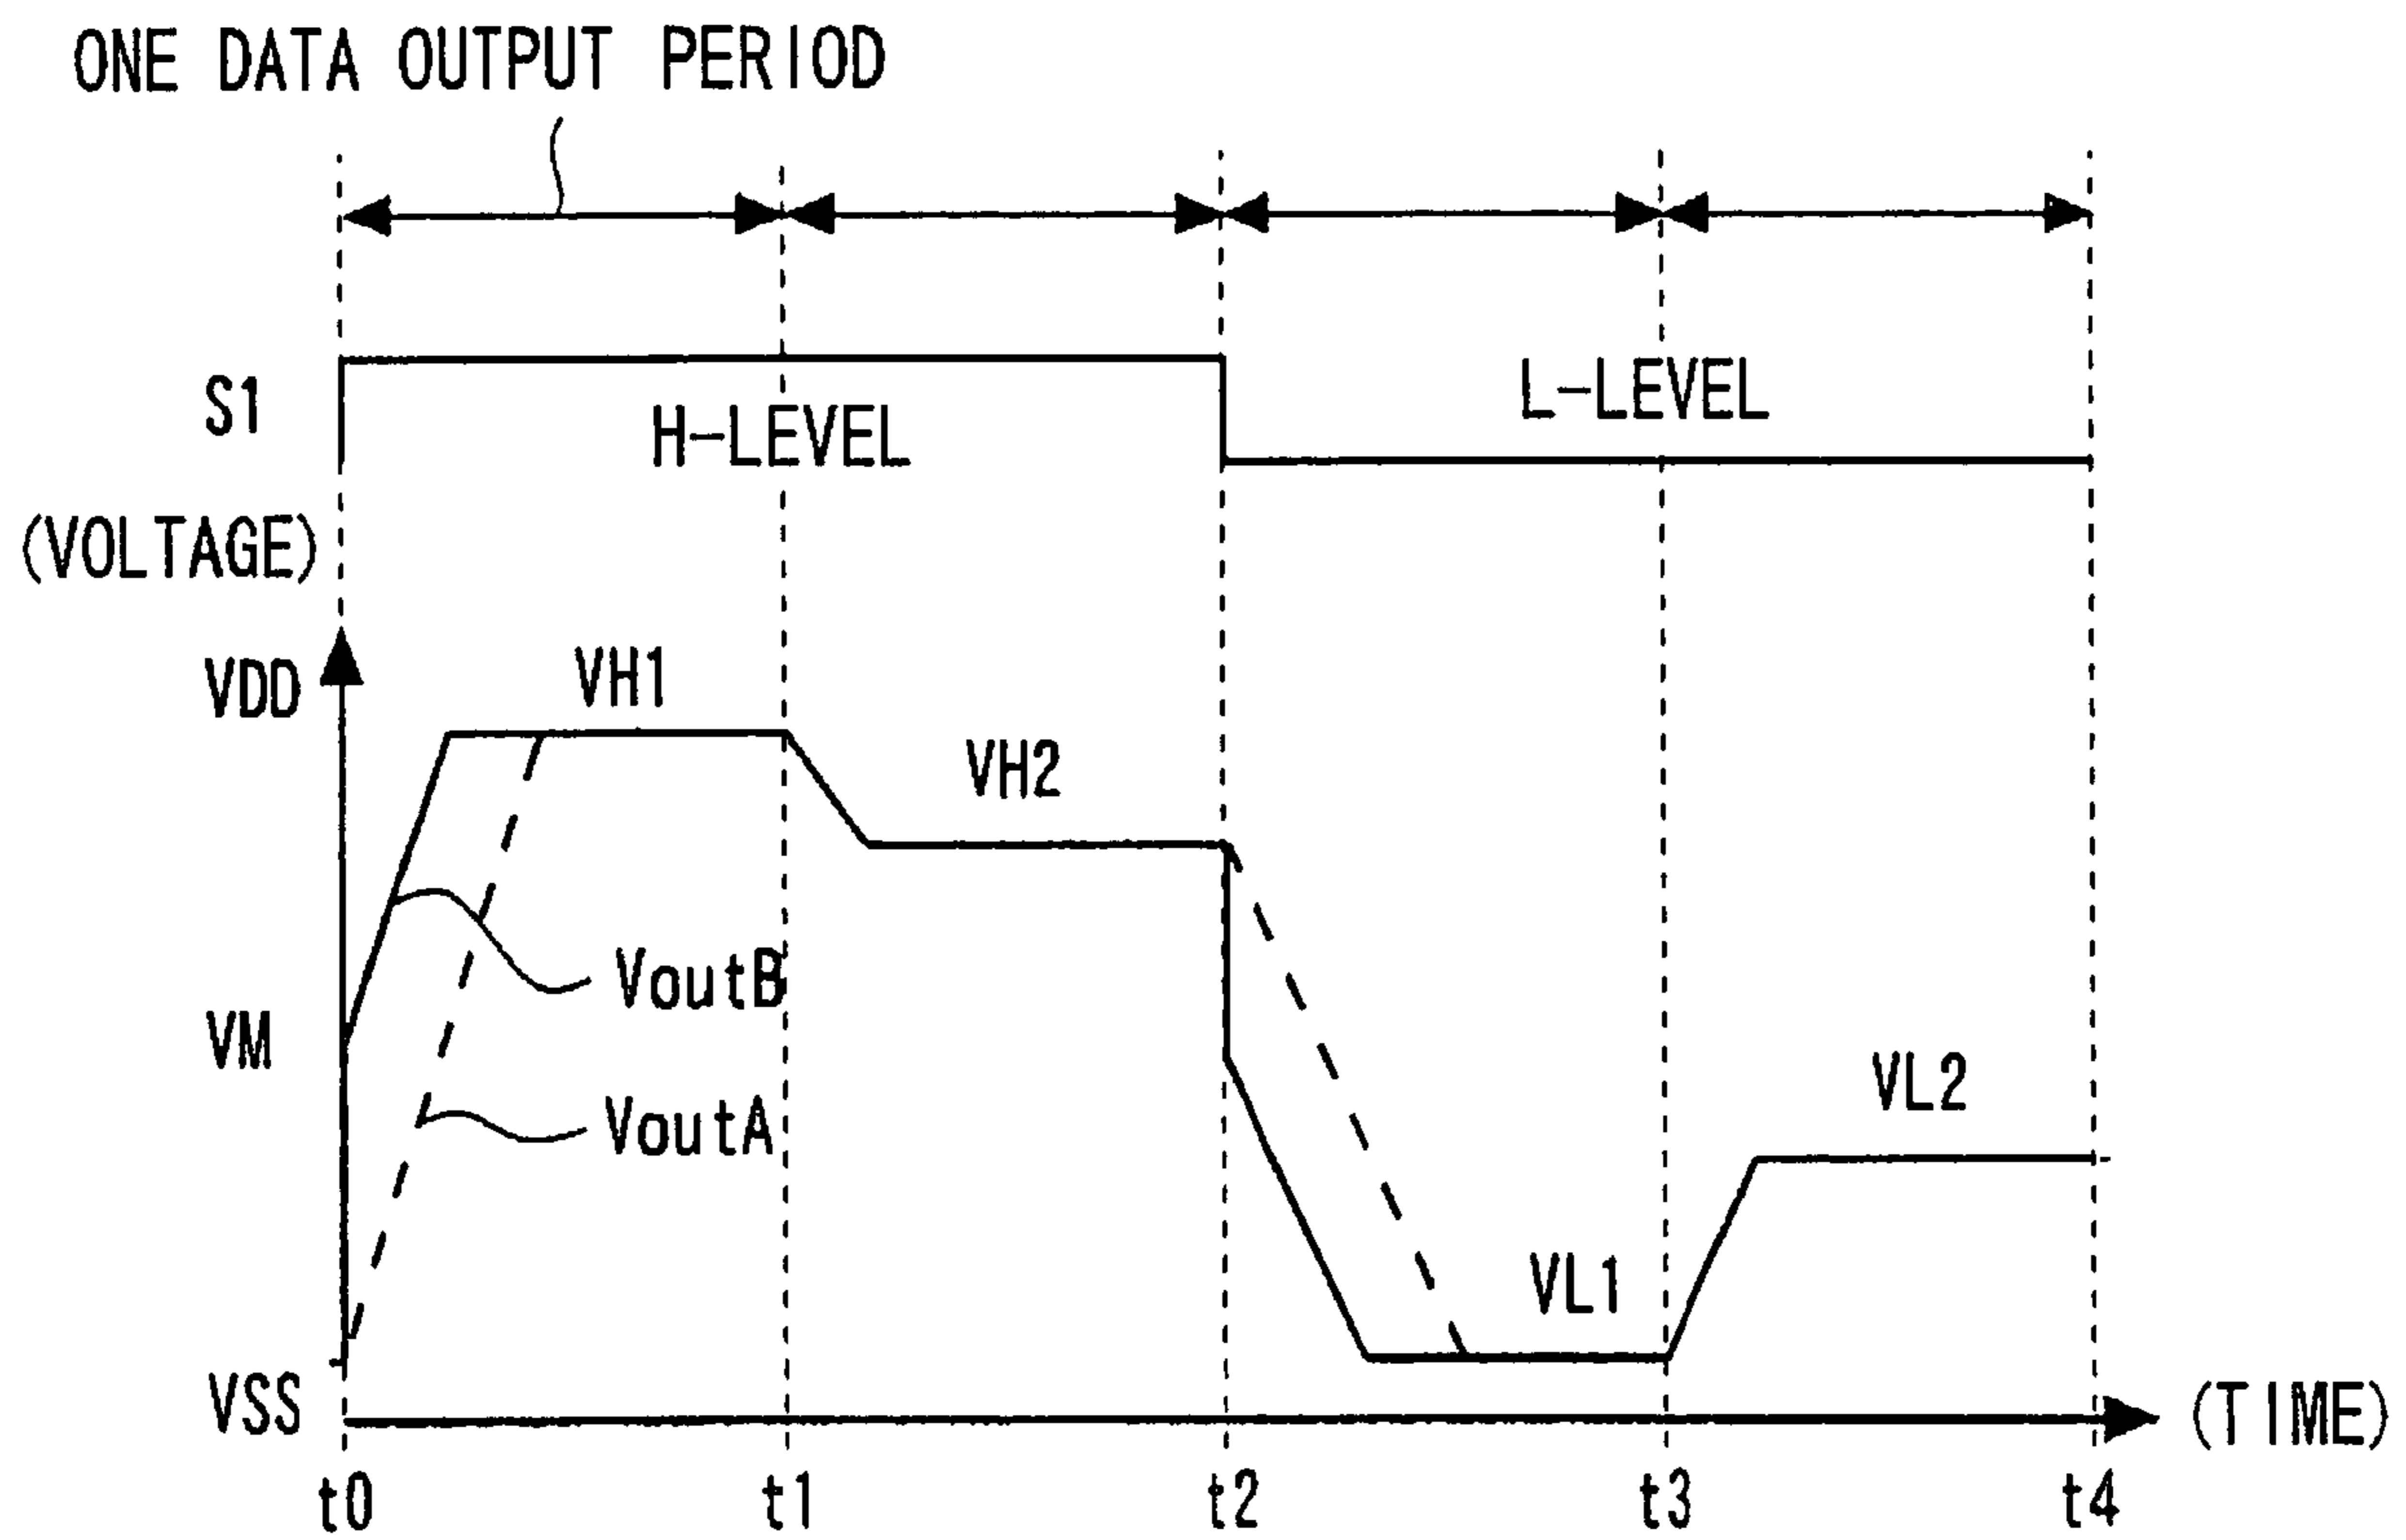 ONE DATA OUTPUT PERIOD
S1
H-LEVEL
L-LEVEL
(VOLTAGE)
VDD
VH1
VH2
VoutB
VM
VoutA
VL2
VL1
VSS
(TIME)
t0 t1 t2 t3 t4